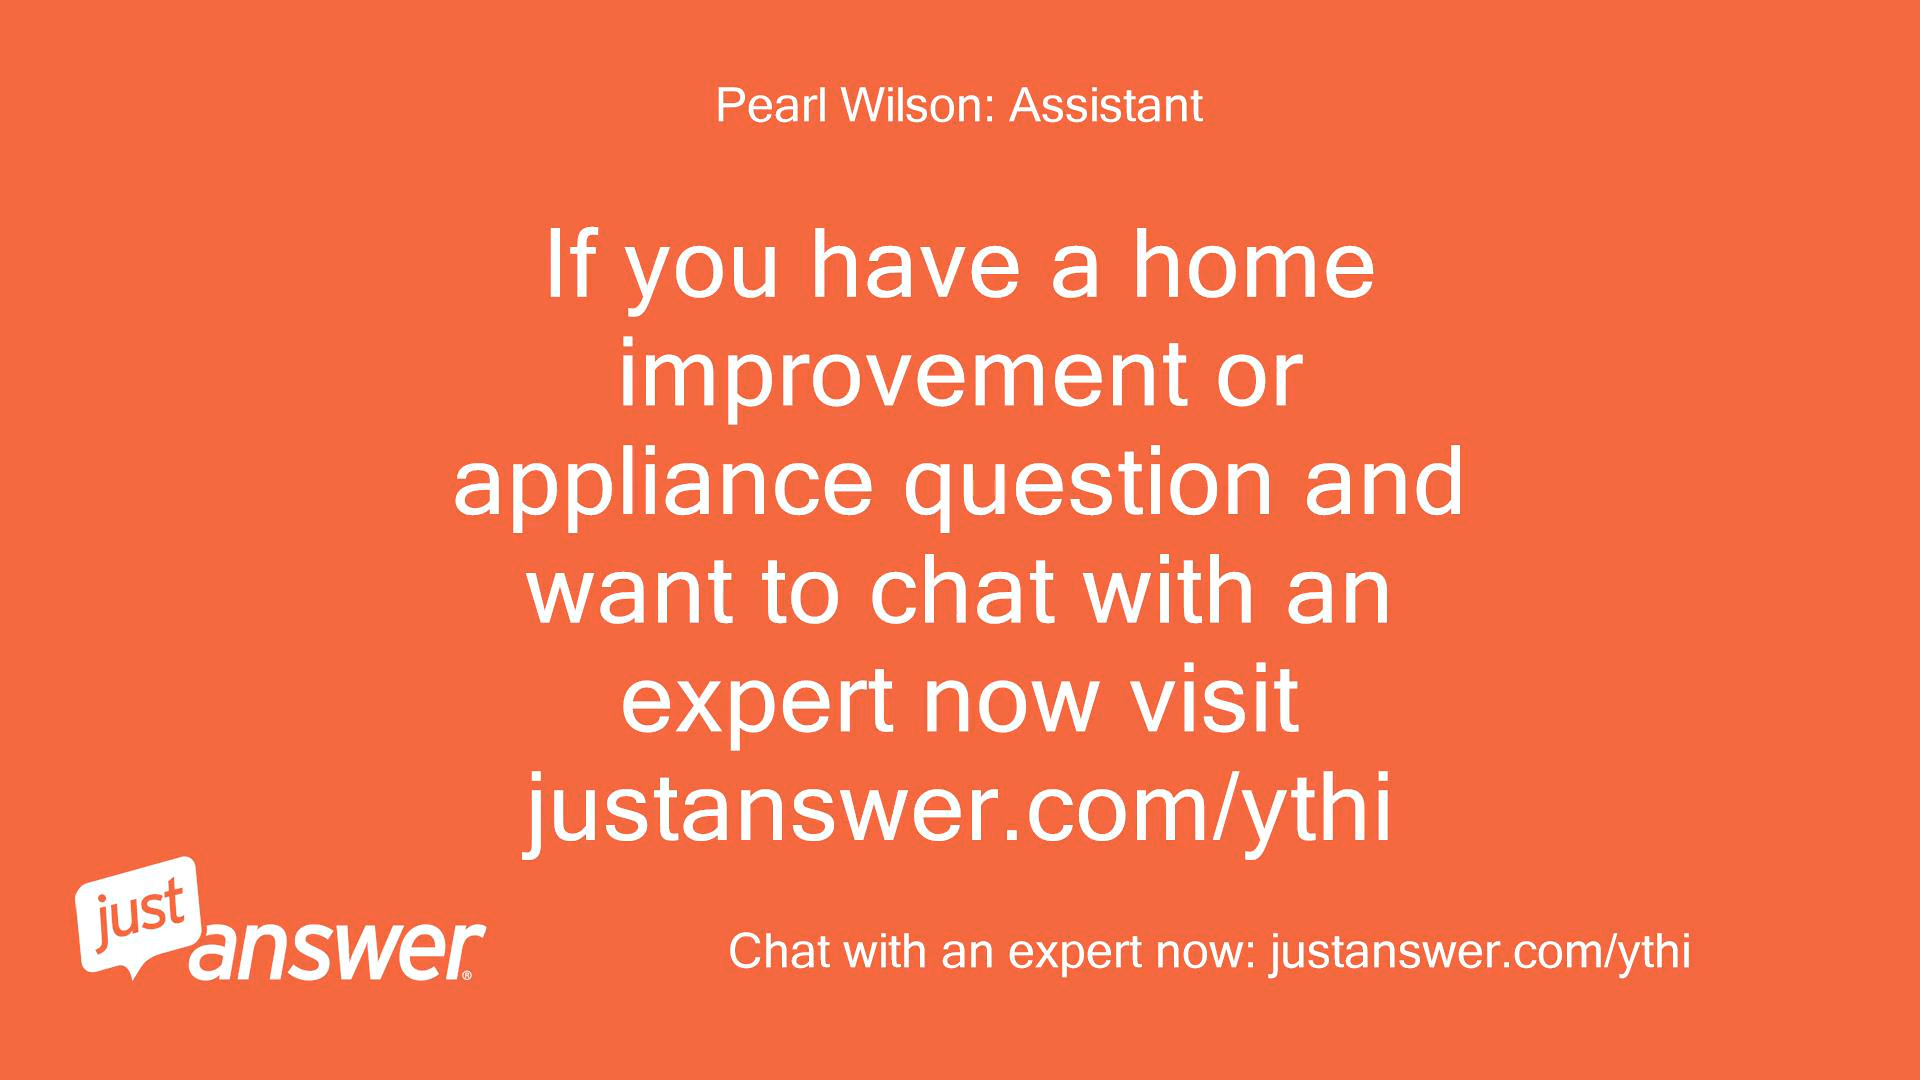 Pearl Wilson: Assistant
If you have a home
improvement or
appliance question and
want to chat with an
expert now visit
justanswer.com/ythi
just
answer®
Chat with an expert now: justanswer.com/ythi